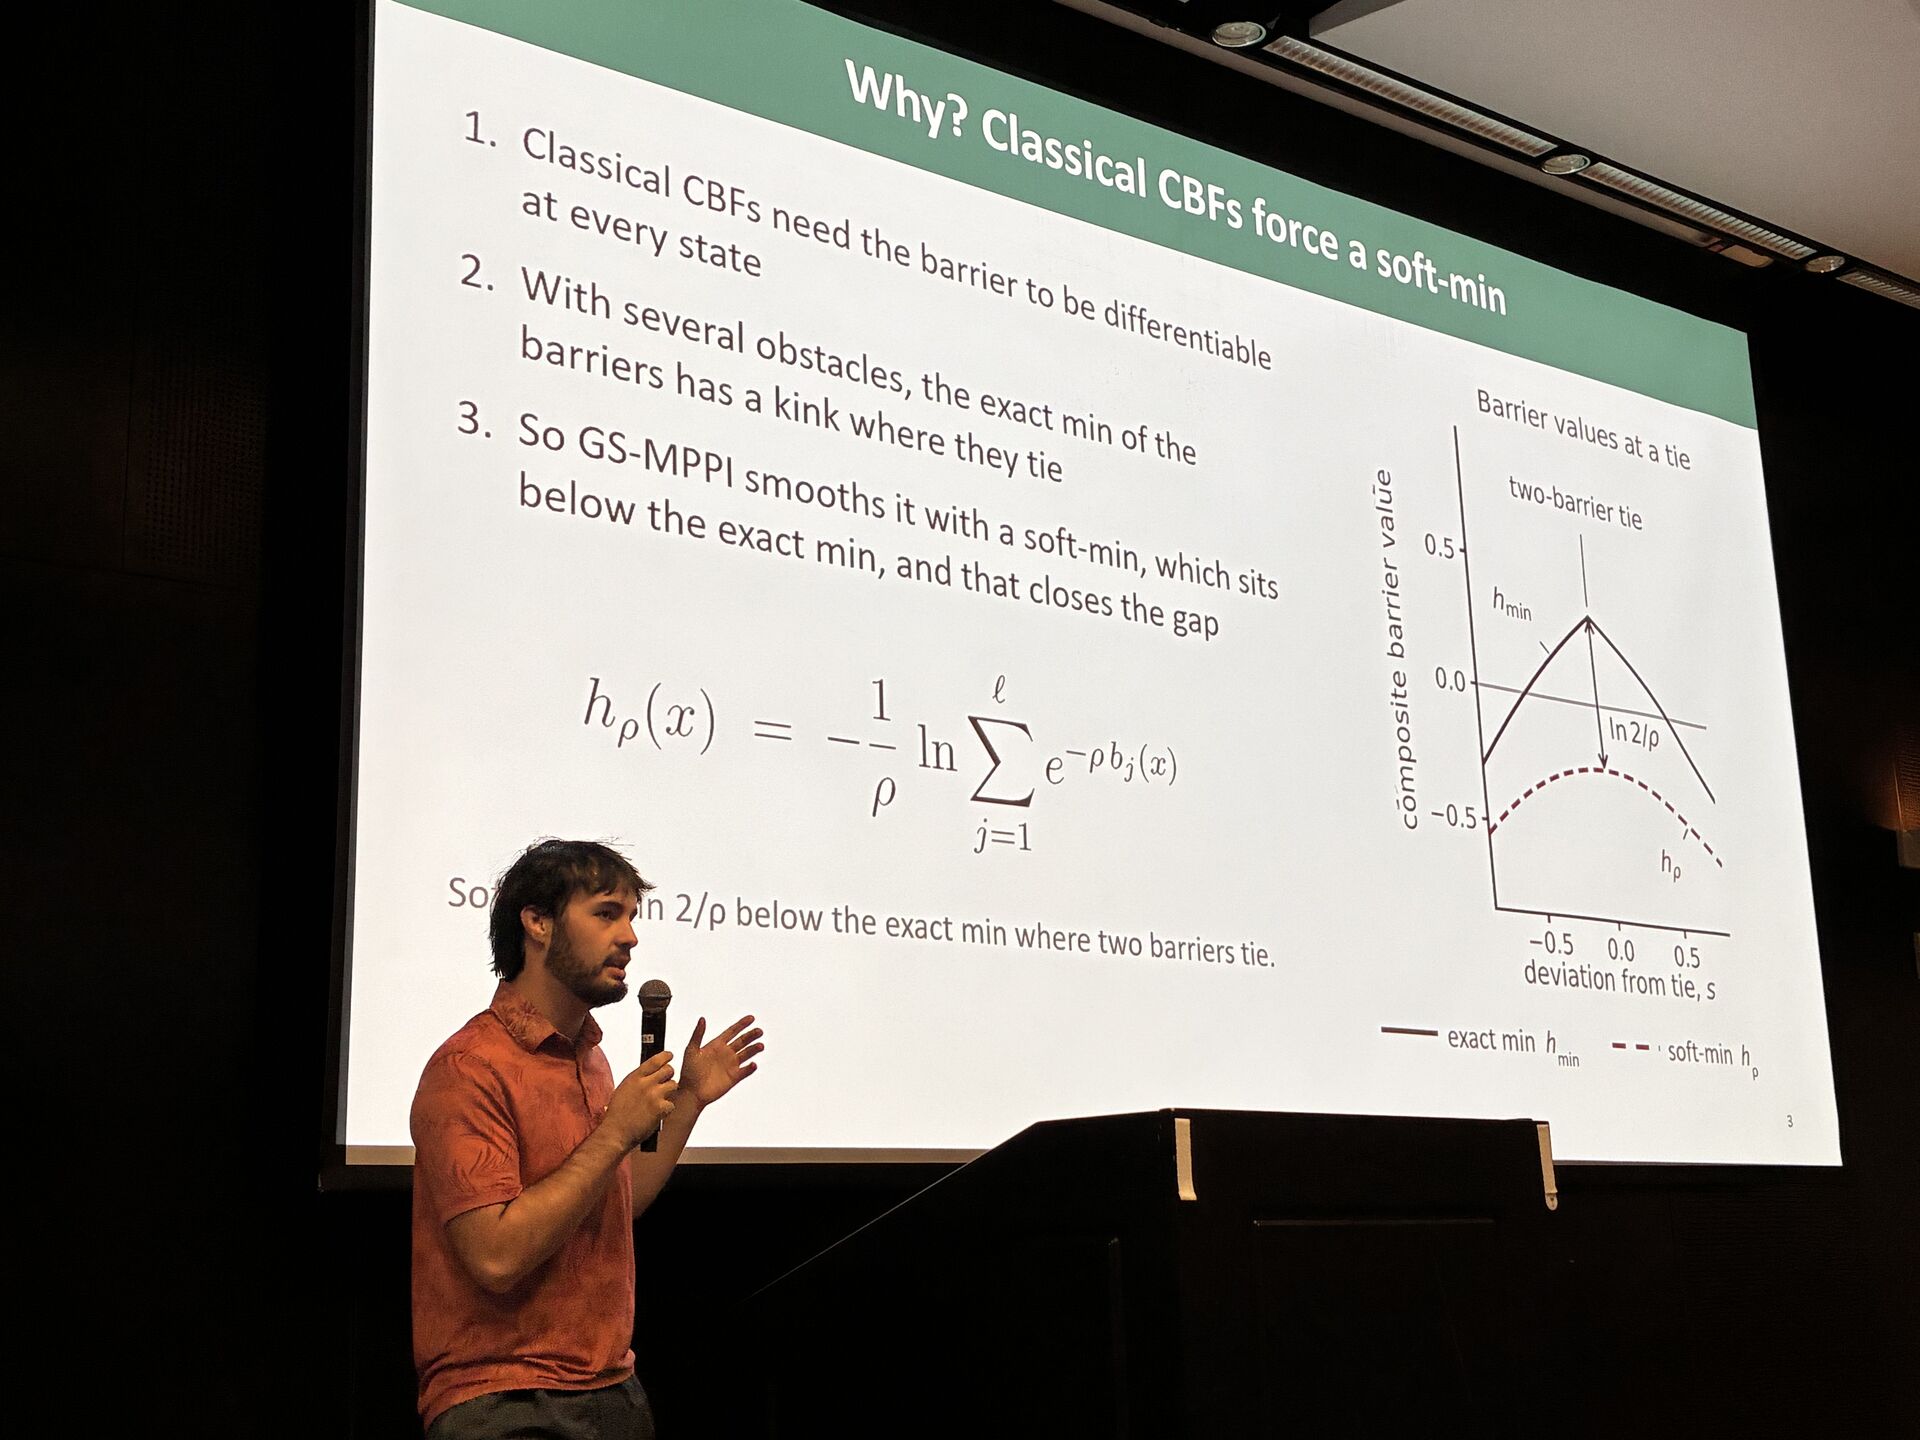 Why? Classical CBFs force a soft-min
1. Classical CBFs need the barrier to be differentiable
at every state
2. With several obstacles, the exact min of the
barriers has a kink where they tie
3. So GS-MPPI smooths it with a soft-min, which sits
below the exact min, and that closes the gap
h_ρ(x) = −1/ρ ln ∑_{j=1}^{ℓ} e^{−ρ b_j(x)}
ln 2/ρ below the exact min where two barriers tie.
Barrier values at a tie
two-barrier tie
composite barrier value
0.5
h_min
0.0
ln 2/ρ
−0.5
h_ρ
−0.5 0.0 0.5
deviation from tie, s
exact min h_min soft-min h_ρ
3